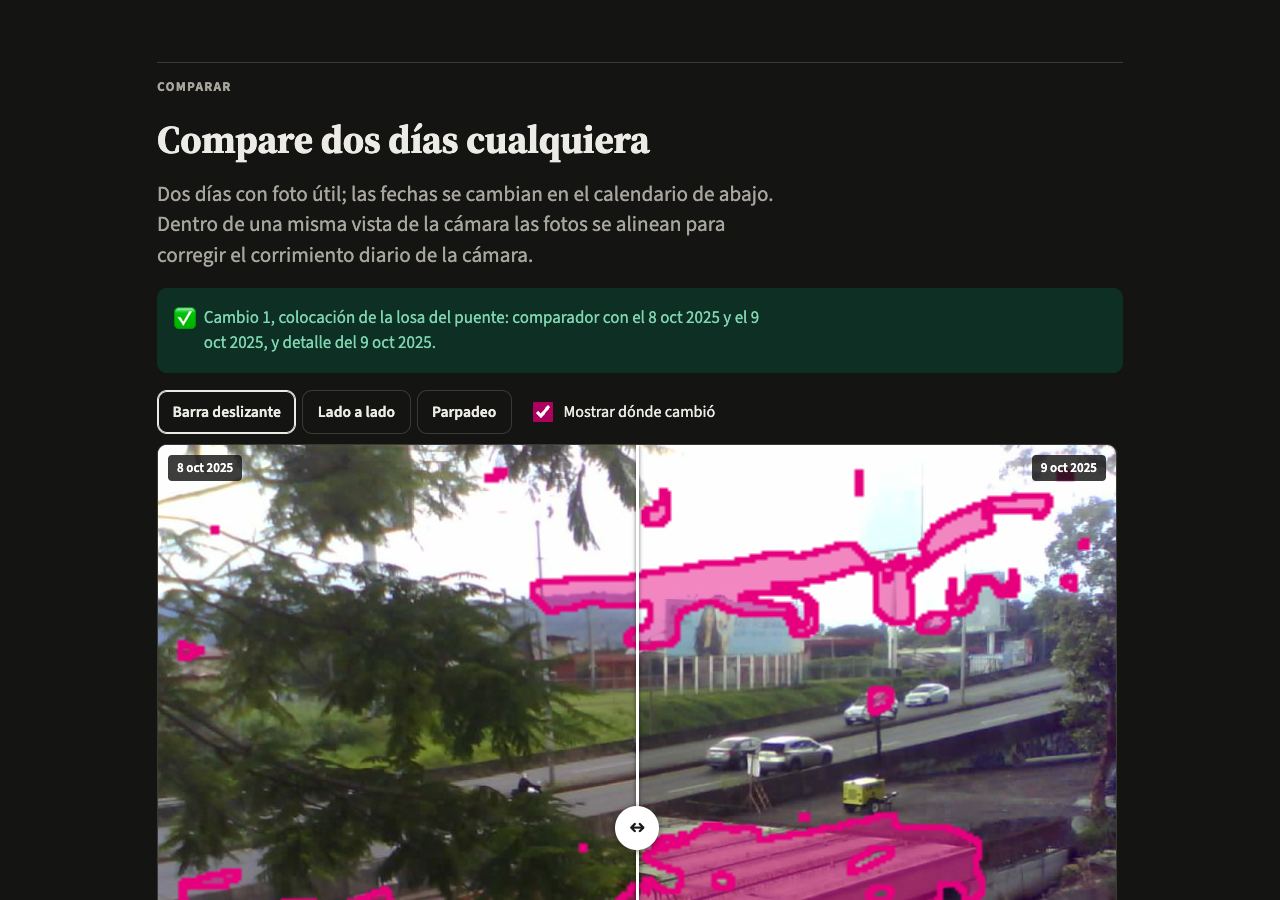 COMPARAR
Compare dos días cualquiera
Dos días con foto útil; las fechas se cambian en el calendario de abajo.
Dentro de una misma vista de la cámara las fotos se alinean para
corregir el corrimiento diario de la cámara.
Cambio 1, colocación de la losa del puente: comparador con el 8 oct 2025 y el 9
oct 2025, y detalle del 9 oct 2025.
Barra deslizante Lado a lado Parpadeo Mostrar dónde cambió
8 oct 2025 9 oct 2025